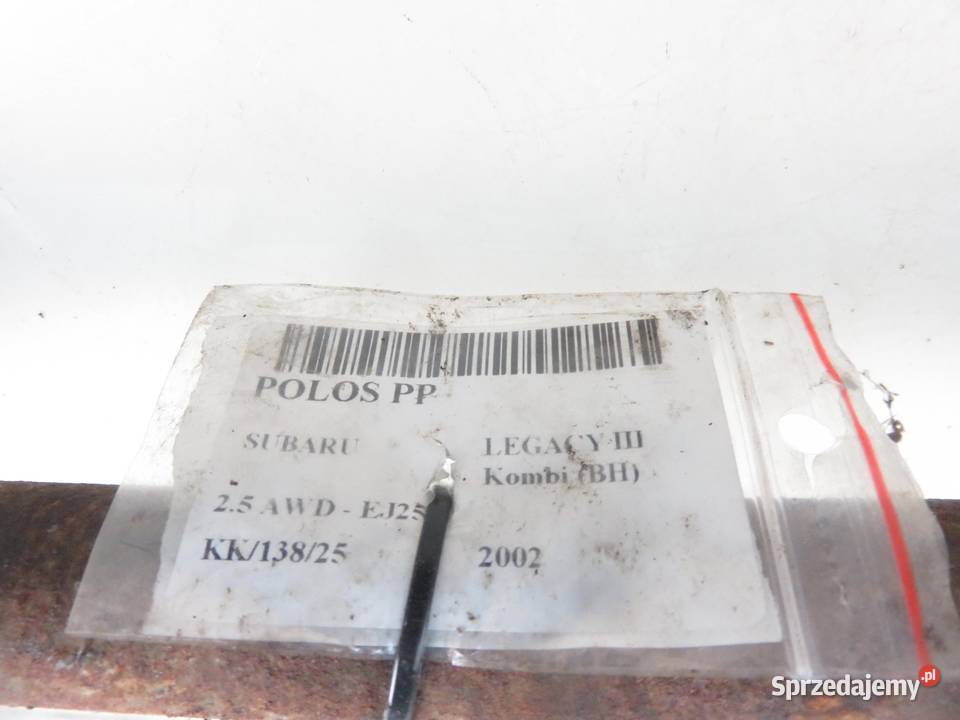 POLOS PP
SUBARU LEGACY III
Kombi (BH)
2.5 AWD - EJ25
KK/138/25 2002
Sprzedajemy.pl